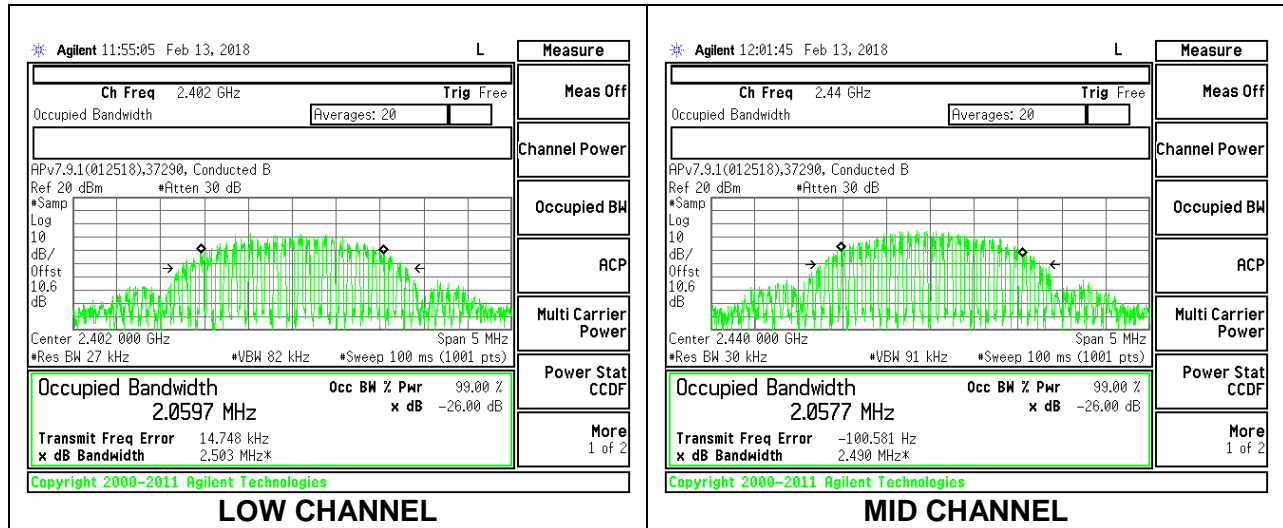 Agilent 11:55:05 Feb 13, 2018 L
Measure
Ch Freq 2.402 GHz Trig Free
Meas Off
Occupied Bandwidth Averages: 20
Channel Power
APv7.9.1(012518),37290, Conducted B
Ref 20 dBm #Atten 30 dB
#Samp
Log
10
dB/
Offst
10.6
dB
Occupied BW
ACP
Multi Carrier
Power
Center 2.402 000 GHz Span 5 MHz
#Res BW 27 kHz #VBW 82 kHz #Sweep 100 ms (1001 pts)
Power Stat
CCDF
Occupied Bandwidth Occ BW % Pwr 99.00 %
2.0597 MHz x dB -26.00 dB
Transmit Freq Error 14.748 kHz
x dB Bandwidth 2.503 MHz*
More
1 of 2
Copyright 2000-2011 Agilent Technologies
LOW CHANNEL
Agilent 12:01:45 Feb 13, 2018 L
Measure
Ch Freq 2.44 GHz Trig Free
Meas Off
Occupied Bandwidth Averages: 20
Channel Power
APv7.9.1(012518),37290, Conducted B
Ref 20 dBm #Atten 30 dB
#Samp
Log
10
dB/
Offst
10.6
dB
Occupied BW
ACP
Multi Carrier
Power
Center 2.440 000 GHz Span 5 MHz
#Res BW 30 kHz #VBW 91 kHz #Sweep 100 ms (1001 pts)
Power Stat
CCDF
Occupied Bandwidth Occ BW % Pwr 99.00 %
2.0577 MHz x dB -26.00 dB
Transmit Freq Error -100.581 Hz
x dB Bandwidth 2.490 MHz*
More
1 of 2
Copyright 2000-2011 Agilent Technologies
MID CHANNEL